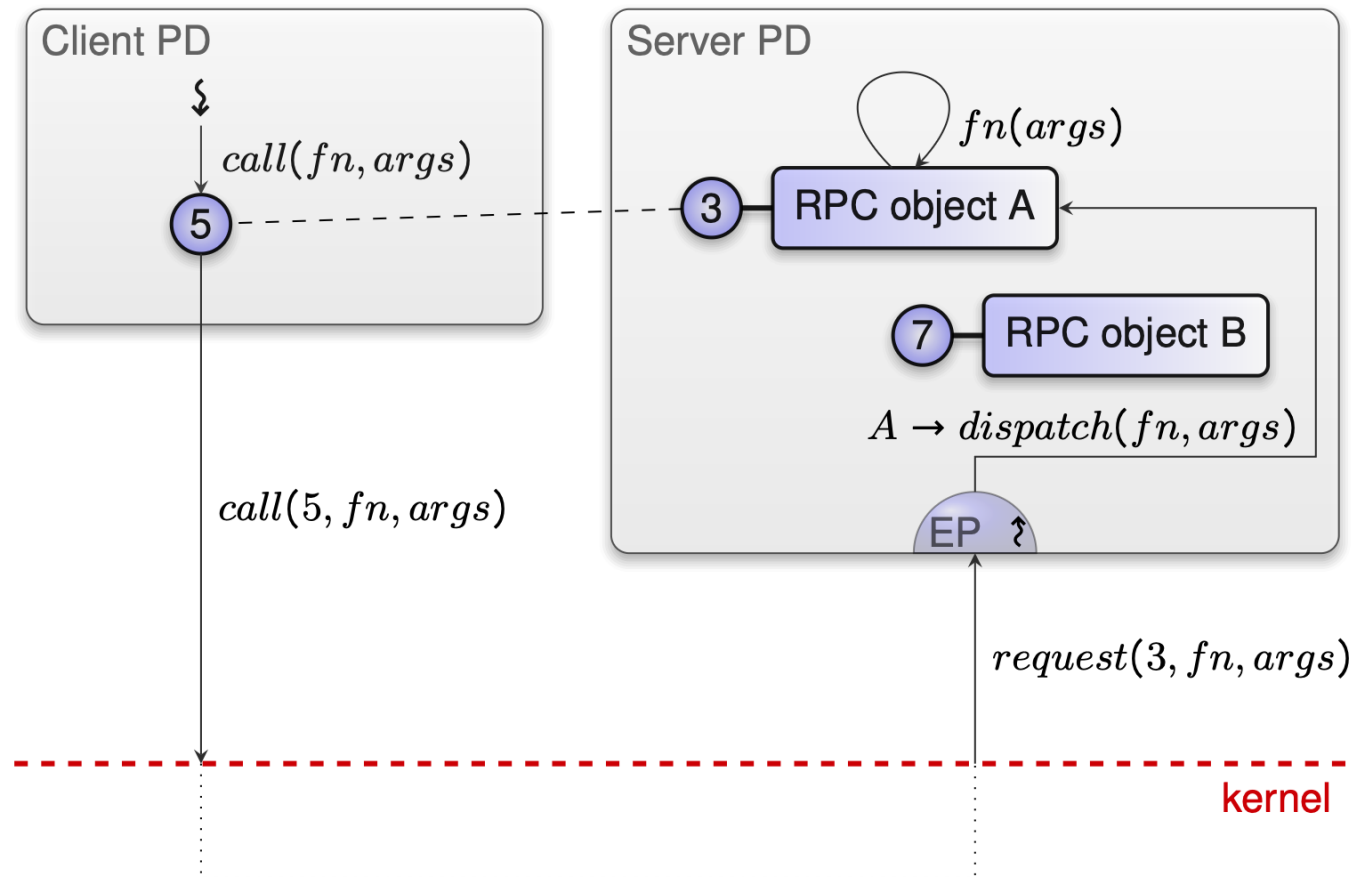 Client PD
call(fn, args)
5
call(5, fn, args)
Server PD
fn(args)
3
RPC object A
7
RPC object B
A → dispatch(fn, args)
EP
request(3, fn, args)
kernel